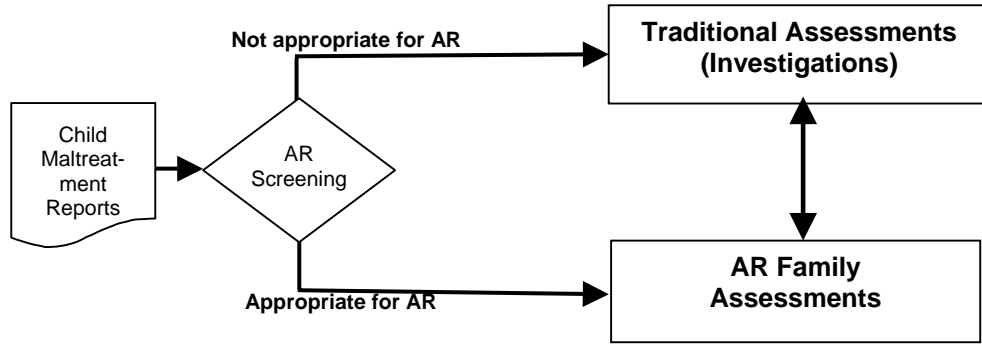 Not appropriate for AR
Traditional Assessments
(Investigations)
Child
Maltreat-
ment
Reports
AR
Screening
Appropriate for AR
AR Family
Assessments